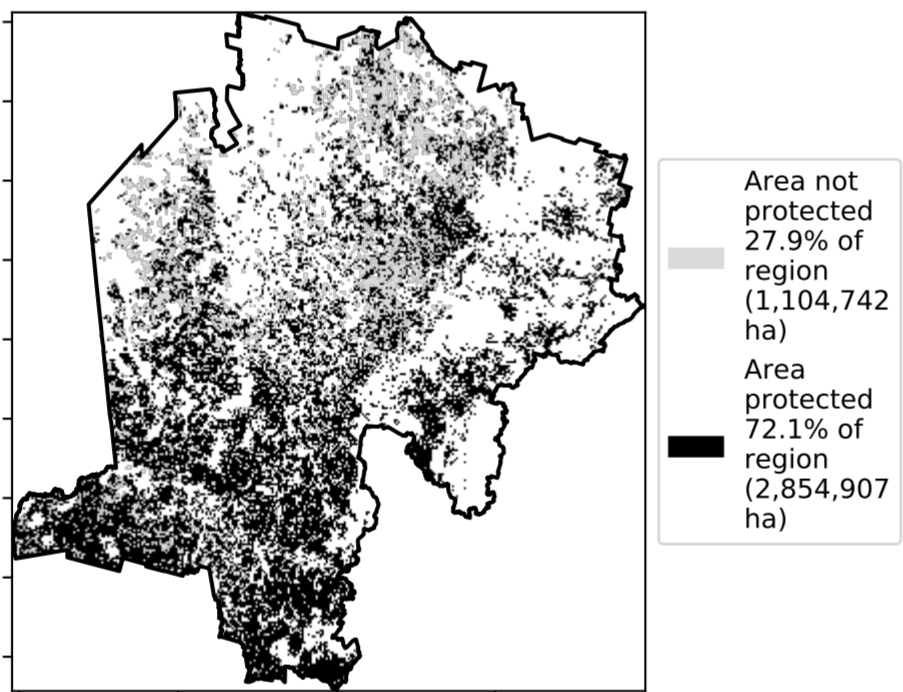 Area not
protected
27.9% of
region
(1,104,742
ha)
Area
protected
72.1% of
region
(2,854,907
ha)